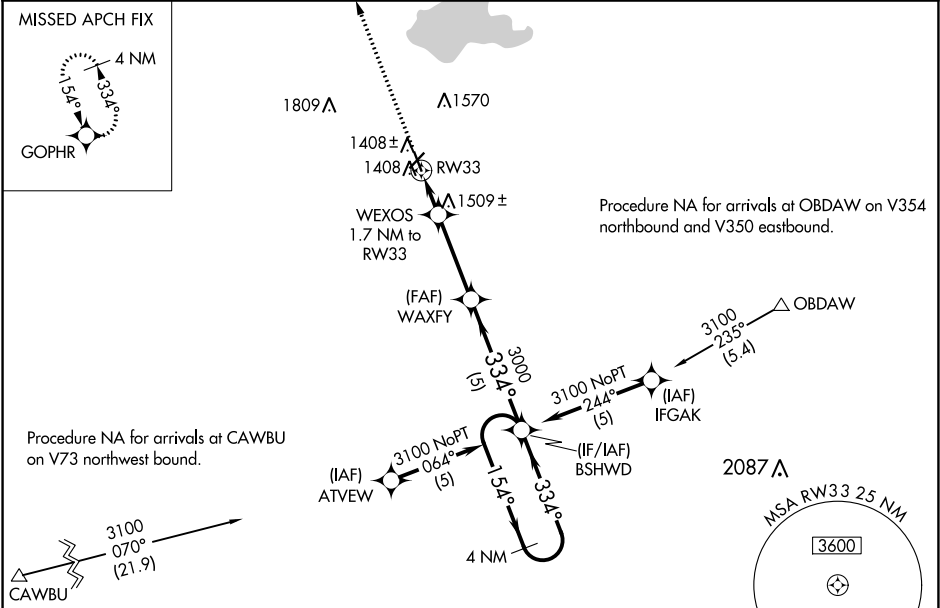 MISSED APCH FIX
4 NM
154°
334°
GOPHR
1809
1570
1408±
1408
RW33
1509±
WEXOS
1.7 NM to
RW33
Procedure NA for arrivals at OBDAW on V354
northbound and V350 eastbound.
(FAF)
WAXFY
OBDAW
3100
235°
(5.4)
3000
334°
(5)
3100 NoPT
244°
(5)
(IAF)
IFGAK
Procedure NA for arrivals at CAWBU
on V73 northwest bound.
3100 NoPT
064°
(5)
(IAF)
ATVEW
(IF/IAF)
BSHWD
154°
334°
4 NM
2087
MSA RW33 25 NM
3600
3100
070°
(21.9)
CAWBU